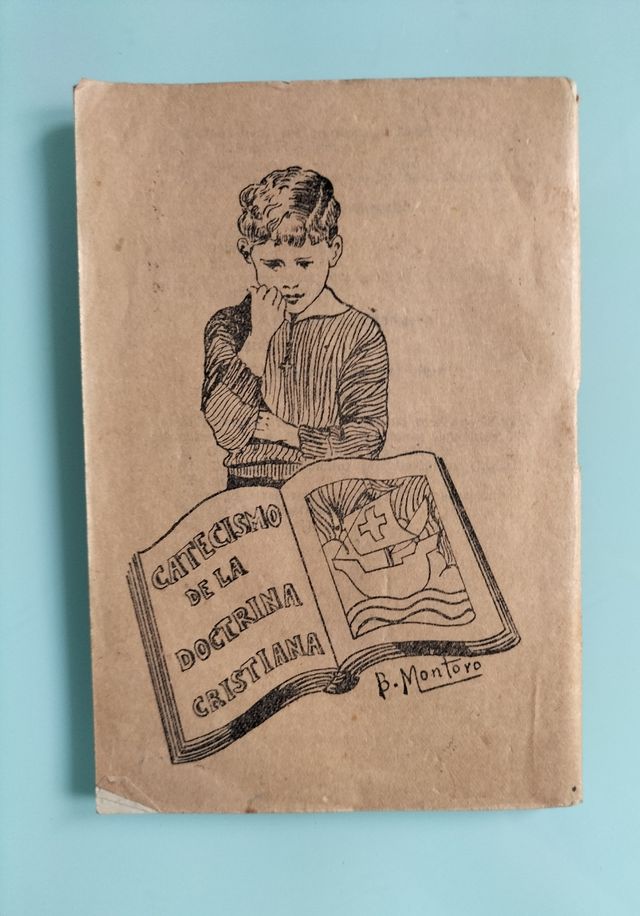 CATECISMO
DE LA
DOCTRINA
CRISTIANA
B. Montoro